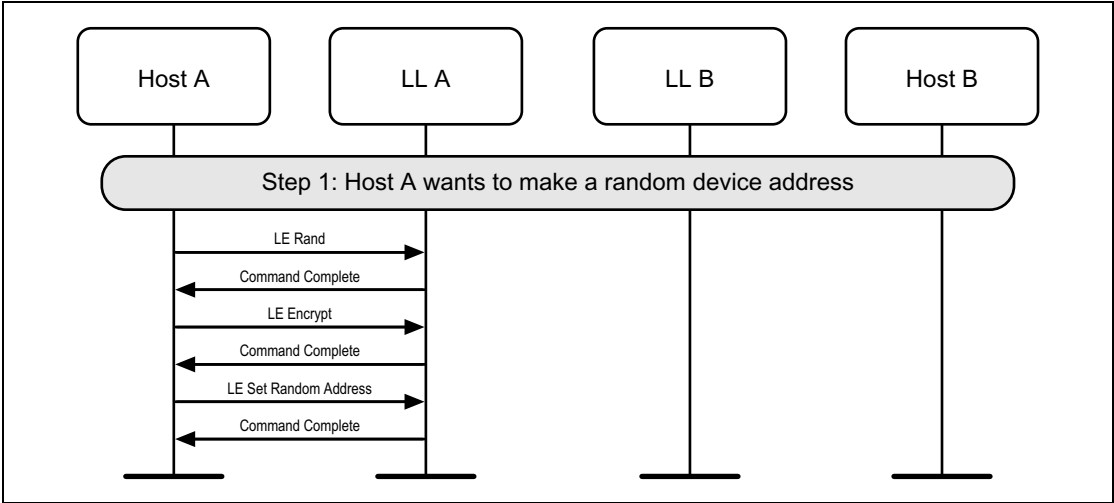 Host A
LL A
LL B
Host B
Step 1: Host A wants to make a random device address
LE Rand
Command Complete
LE Encrypt
Command Complete
LE Set Random Address
Command Complete